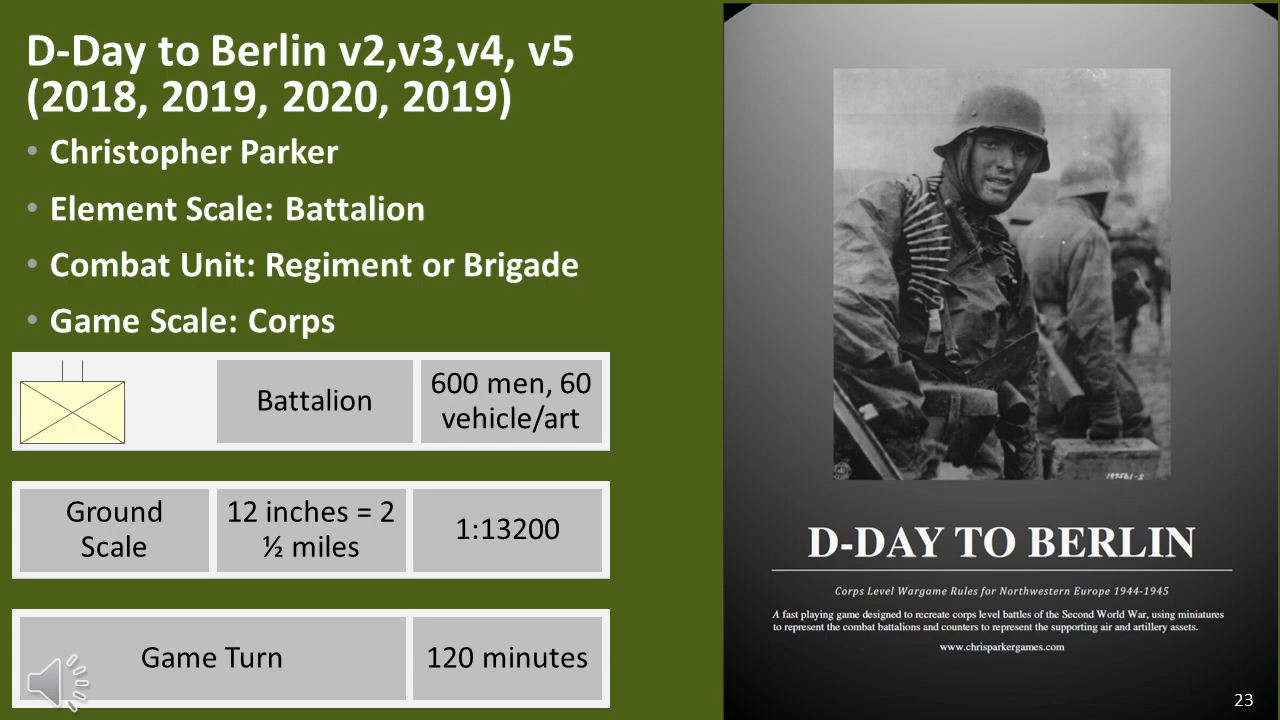 D-Day to Berlin v2,v3,v4, v5
(2018, 2019, 2020, 2019)
• Christopher Parker
• Element Scale: Battalion
• Combat Unit: Regiment or Brigade
• Game Scale: Corps
Battalion
600 men, 60
vehicle/art
Ground
Scale
12 inches = 2
½ miles
1:13200
Game Turn
120 minutes
D-DAY TO BERLIN
Corps Level Wargame Rules for Northwestern Europe 1944-1945
A fast playing game designed to recreate corps level battles of the Second World War, using miniatures
to represent the combat battalions and counters to represent the supporting air and artillery assets.
www.chrisparkergames.com
23